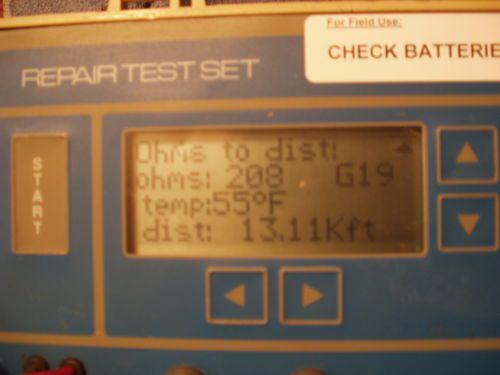 For Field Use:
CHECK BATTERIE
REPAIR TEST SET
START
Ohms to dist:
ohms: 208 G19
temp:55°F
dist: 13.11Kft